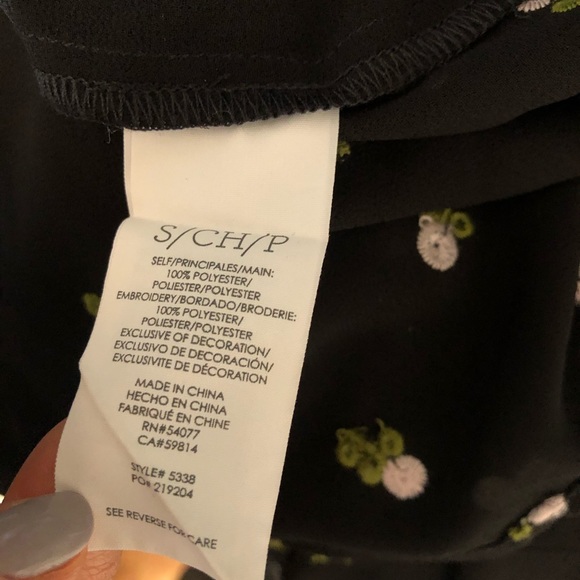 S/CH/P
SELF/PRINCIPALES/MAIN:
100% POLYESTER/
POLIESTER/POLYESTER
EMBROIDERY/BORDADO/BRODERIE:
100% POLYESTER/
POLIESTER/POLYESTER
EXCLUSIVE OF DECORATION/
EXCLUSIVO DE DECORACIÓN/
EXCLUSIVITE DE DÉCORATION
MADE IN CHINA
HECHO EN CHINA
FABRIQUÉ EN CHINE
RN#54077
CA#59814
STYLE# 5338
PO# 219204
SEE REVERSE FOR CARE